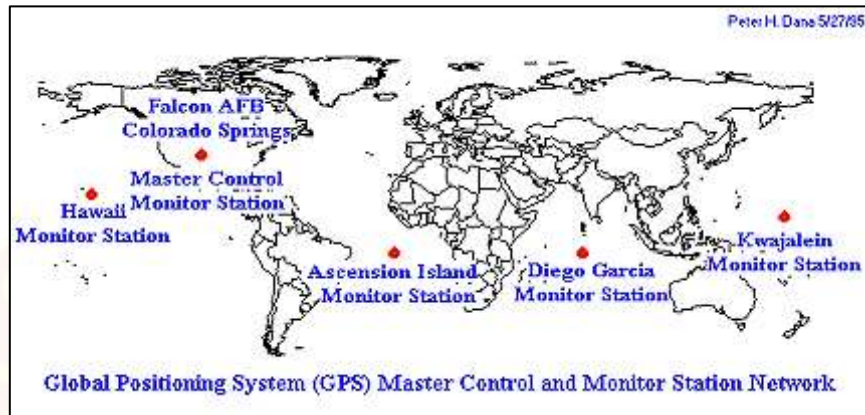 Peter H. Dana 5/27/95
Falcon AFB
Colorado Springs
Master Control
Monitor Station
Hawaii
Monitor Station
Ascension Island
Monitor Station
Diego Garcia
Monitor Station
Kwajalein
Monitor Station
Global Positioning System (GPS) Master Control and Monitor Station Network